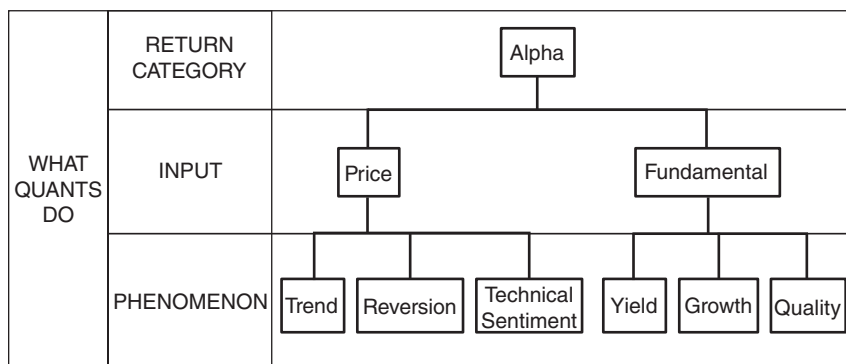 RETURN
CATEGORY
Alpha
WHAT
QUANTS
DO
INPUT
Price
Fundamental
PHENOMENON
Trend
Reversion
Technical
Sentiment
Yield
Growth
Quality